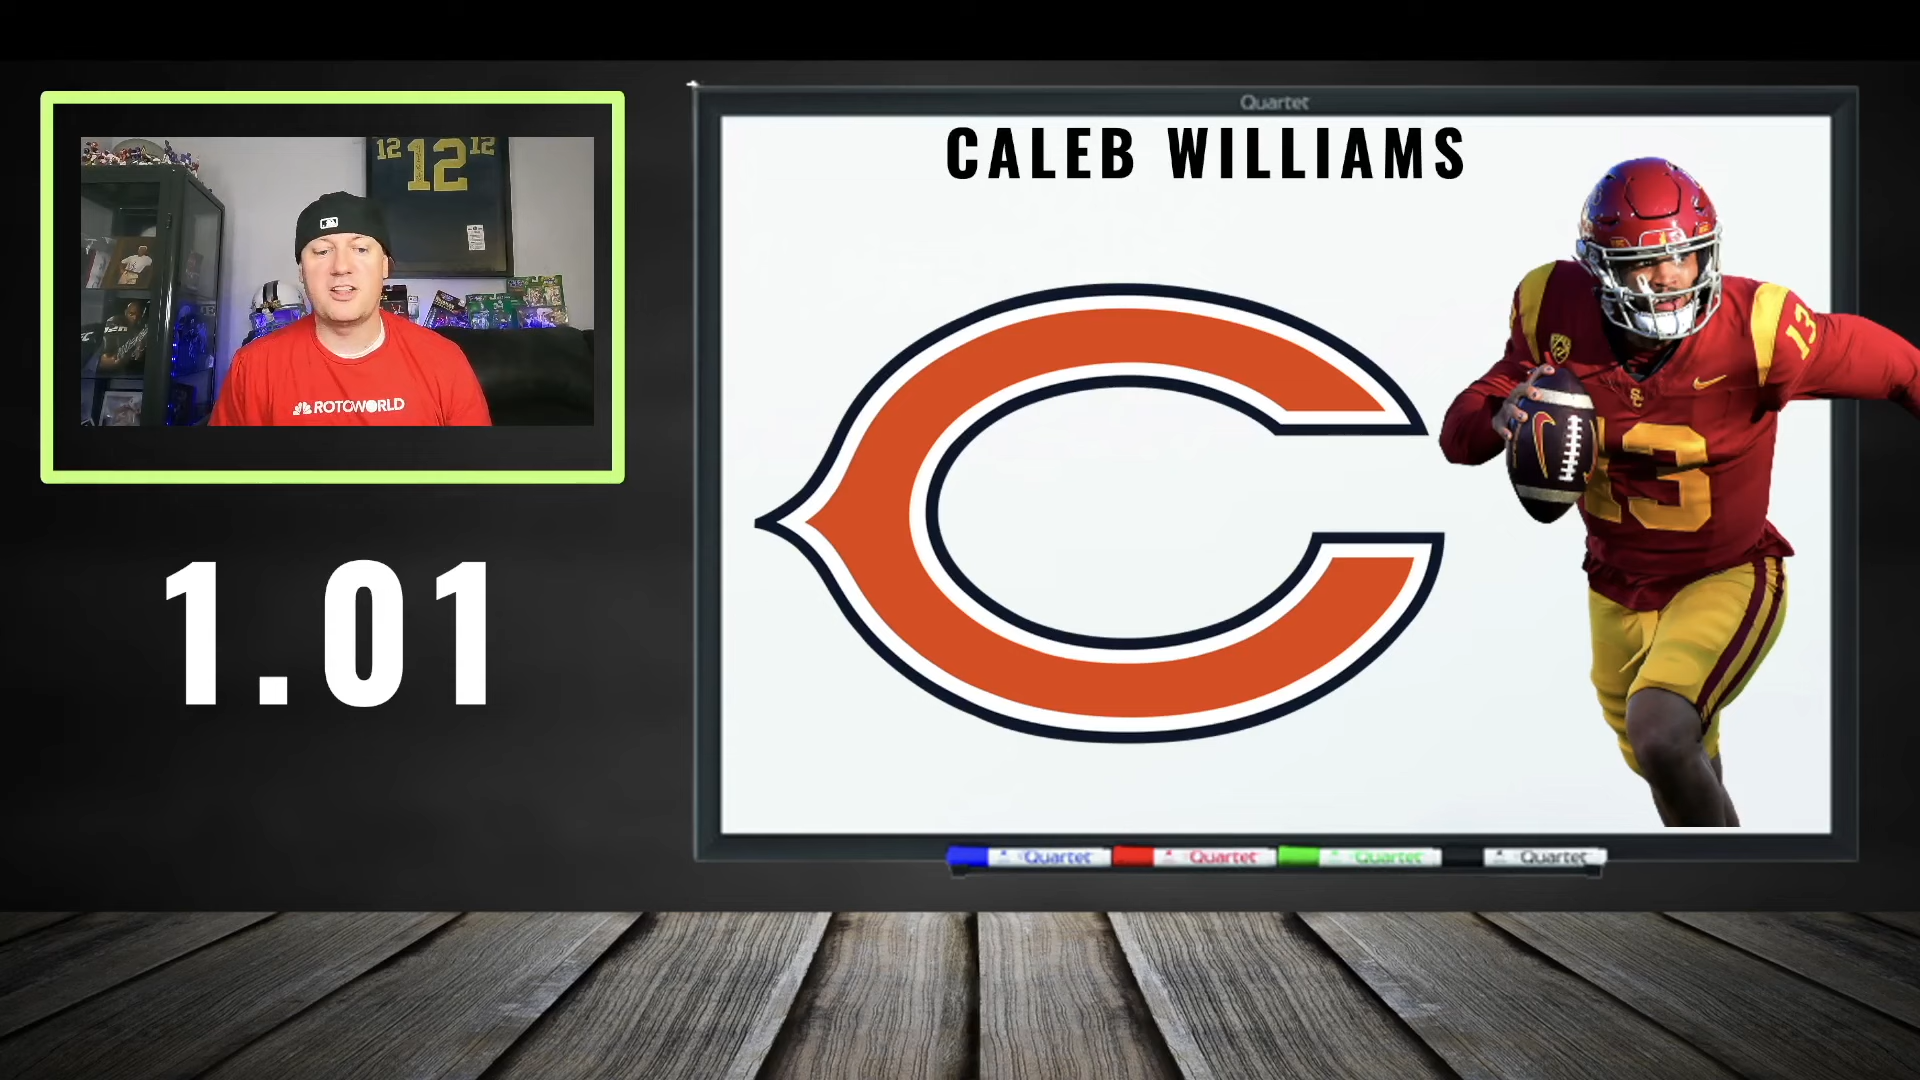 Quartet
CALEB WILLIAMS
12 12 12
ROTOWORLD
13
SC
13
1.01
Quartet Quartet Quartet Quartet